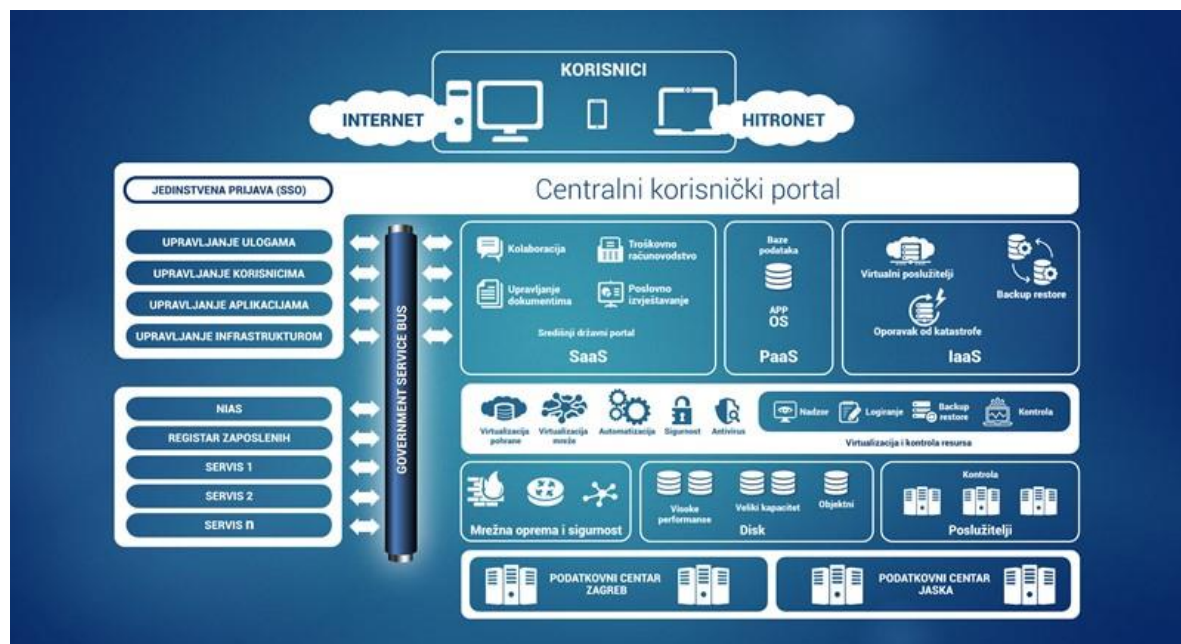 KORISNICI
INTERNET
HITRONET
JEDINSTVENA PRIJAVA (SSO)
Centralni korisnički portal
UPRAVLJANJE ULOGAMA
UPRAVLJANJE KORISNICIMA
UPRAVLJANJE APLIKACIJAMA
UPRAVLJANJE INFRASTRUKTUROM
NIAS
REGISTAR ZAPOSLENIH
SERVIS 1
SERVIS 2
SERVIS n
GOVERNMENT SERVICE BUS
Kolaboracija
Troškovno
računovodstvo
Upravljanje
dokumentima
Poslovno
izvještavanje
Središnji državni portal
SaaS
Baze
podataka
APP
OS
PaaS
Virtualni poslužitelji
Backup restore
Oporavak od katastrofe
IaaS
Virtualizacija
pohrane
Virtualizacija
mreže
Automatizacija
Sigurnost
Antivirus
Nadzor
Logiranje
Backup
restore
Kontrola
Virtualizacija i kontrola resursa
Mrežna oprema i sigurnost
Visoke
performanse
Veliki kapacitet
Objektni
Disk
Kontrola
Poslužitelji
PODATKOVNI CENTAR
ZAGREB
PODATKOVNI CENTAR
JASKA